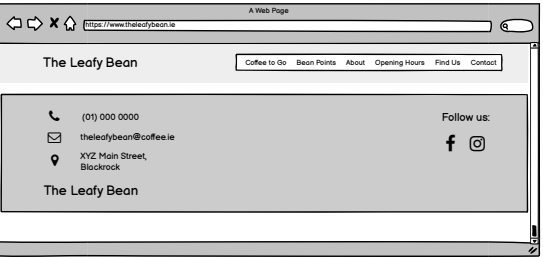 A Web Page
https://www.theleafybean.ie
The Leafy Bean
Coffee to Go Bean Points About Opening Hours Find Us Contact
(01) 000 0000
Follow us:
theleafybean@coffee.ie
XYZ Main Street,
Blackrock
The Leafy Bean